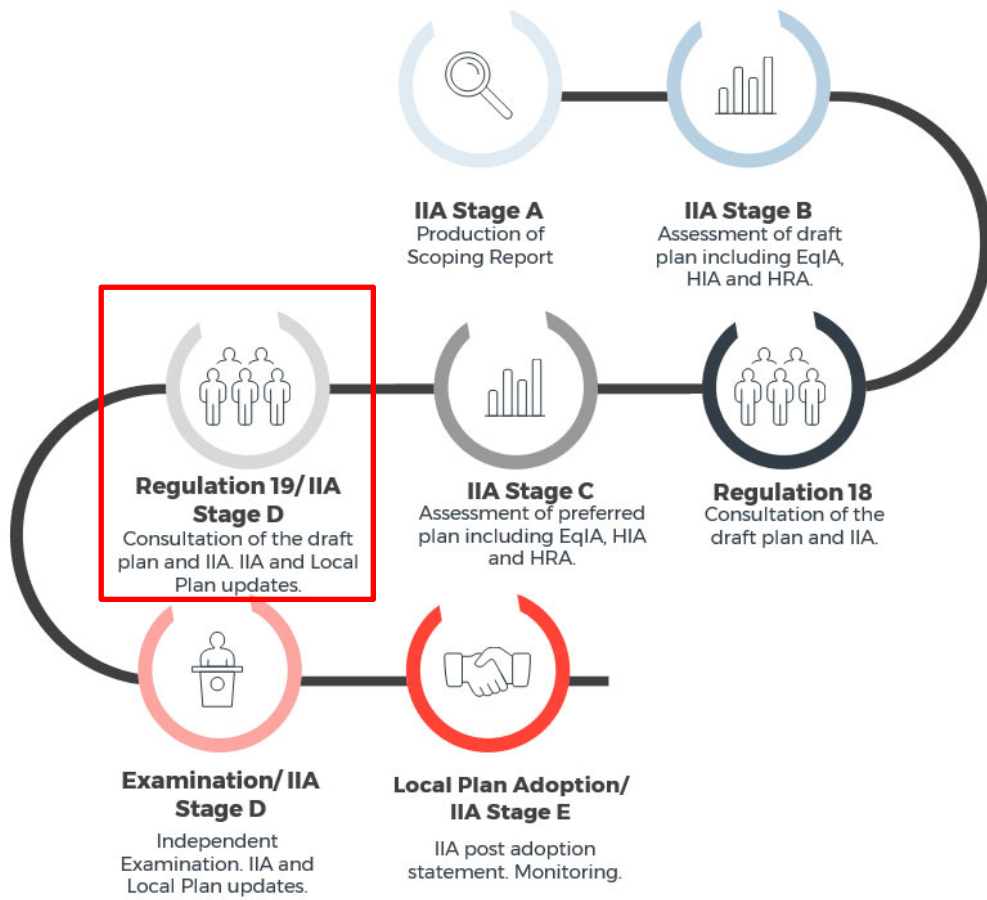 IIA Stage A
Production of
Scoping Report
IIA Stage B
Assessment of draft
plan including EqIA,
HIA and HRA.
Regulation 18
Consultation of the
draft plan and IIA.
IIA Stage C
Assessment of preferred
plan including EqIA, HIA
and HRA.
Regulation 19/ IIA
Stage D
Consultation of the draft
plan and IIA. IIA and Local
Plan updates.
Examination/ IIA
Stage D
Independent
Examination. IIA and
Local Plan updates.
Local Plan Adoption/
IIA Stage E
IIA post adoption
statement. Monitoring.